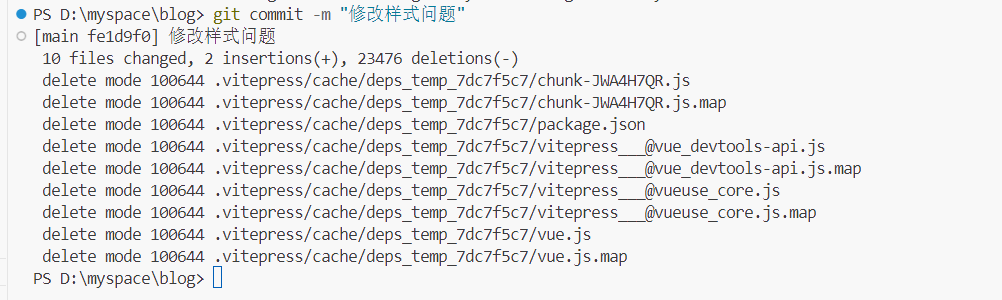 PS D:\myspace\blog> git commit -m "修改样式问题"
[main fe1d9f0] 修改样式问题
10 files changed, 2 insertions(+), 23476 deletions(-)
delete mode 100644 .vitepress/cache/deps_temp_7dc7f5c7/chunk-JWA4H7QR.js
delete mode 100644 .vitepress/cache/deps_temp_7dc7f5c7/chunk-JWA4H7QR.js.map
delete mode 100644 .vitepress/cache/deps_temp_7dc7f5c7/package.json
delete mode 100644 .vitepress/cache/deps_temp_7dc7f5c7/vitepress___@vue_devtools-api.js
delete mode 100644 .vitepress/cache/deps_temp_7dc7f5c7/vitepress___@vue_devtools-api.js.map
delete mode 100644 .vitepress/cache/deps_temp_7dc7f5c7/vitepress___@vueuse_core.js
delete mode 100644 .vitepress/cache/deps_temp_7dc7f5c7/vitepress___@vueuse_core.js.map
delete mode 100644 .vitepress/cache/deps_temp_7dc7f5c7/vue.js
delete mode 100644 .vitepress/cache/deps_temp_7dc7f5c7/vue.js.map
PS D:\myspace\blog>